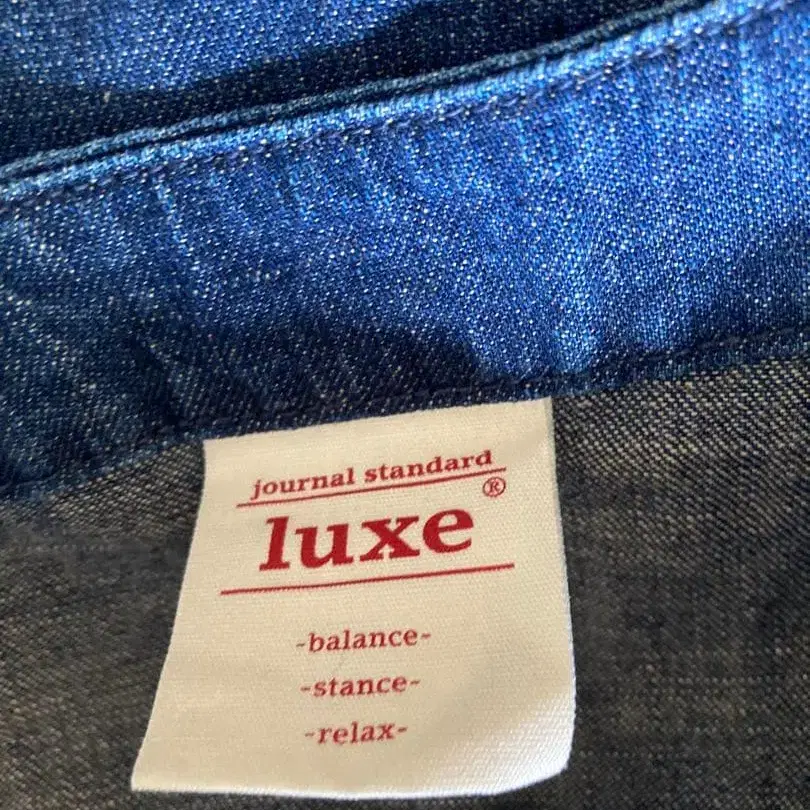 journal standard
luxe®
-balance-
-stance-
-relax-